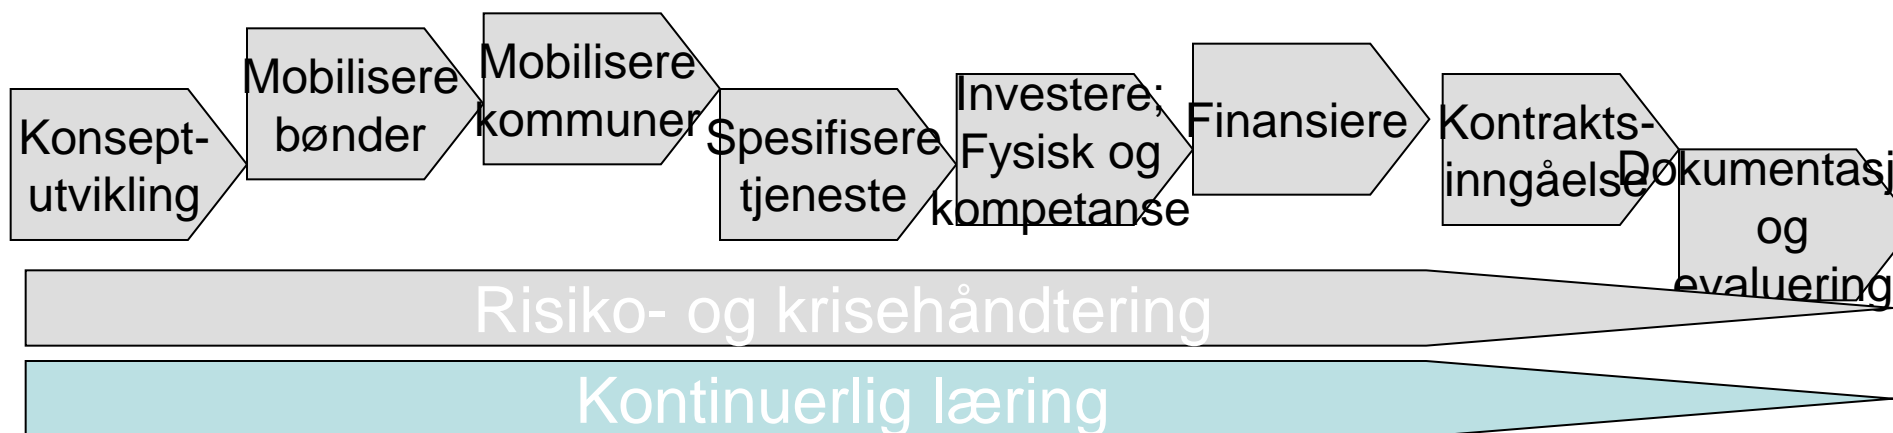 Konsept-
utvikling
Mobilisere
bønder
Mobilisere
kommuner
Spesifisere
tjeneste
Investere;
Fysisk og
kompetanse
Finansiere
Kontrakts-
inngåelse
Dokumentasj
og
evaluering
Risiko- og krisehåndtering
Kontinuerlig læring